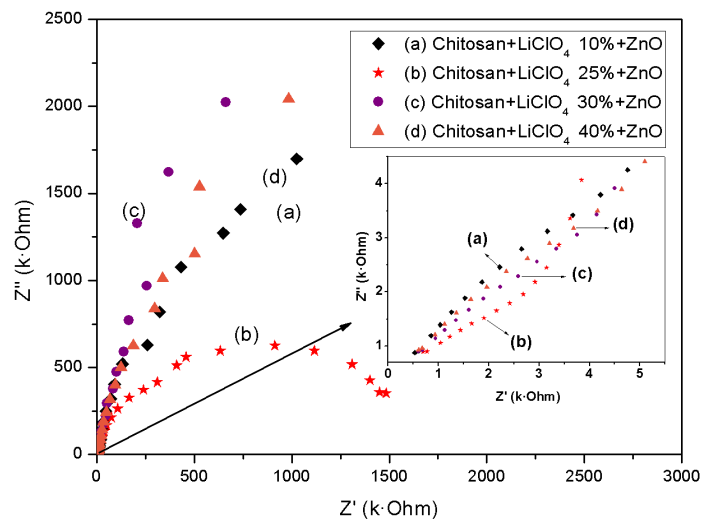 2500
2000
1500
1000
500
0
Z'' (k·Ohm)
0
500
1000
1500
2000
2500
3000
Z' (k·Ohm)
(a) Chitosan+LiClO₄ 10%+ZnO
(b) Chitosan+LiClO₄ 25%+ZnO
(c) Chitosan+LiClO₄ 30%+ZnO
(d) Chitosan+LiClO₄ 40%+ZnO
(c)
(d)
(a)
(b)
4
3
2
1
Z'' (k·Ohm)
(a)
(d)
(c)
(b)
0
1
2
3
4
5
Z' (k·Ohm)